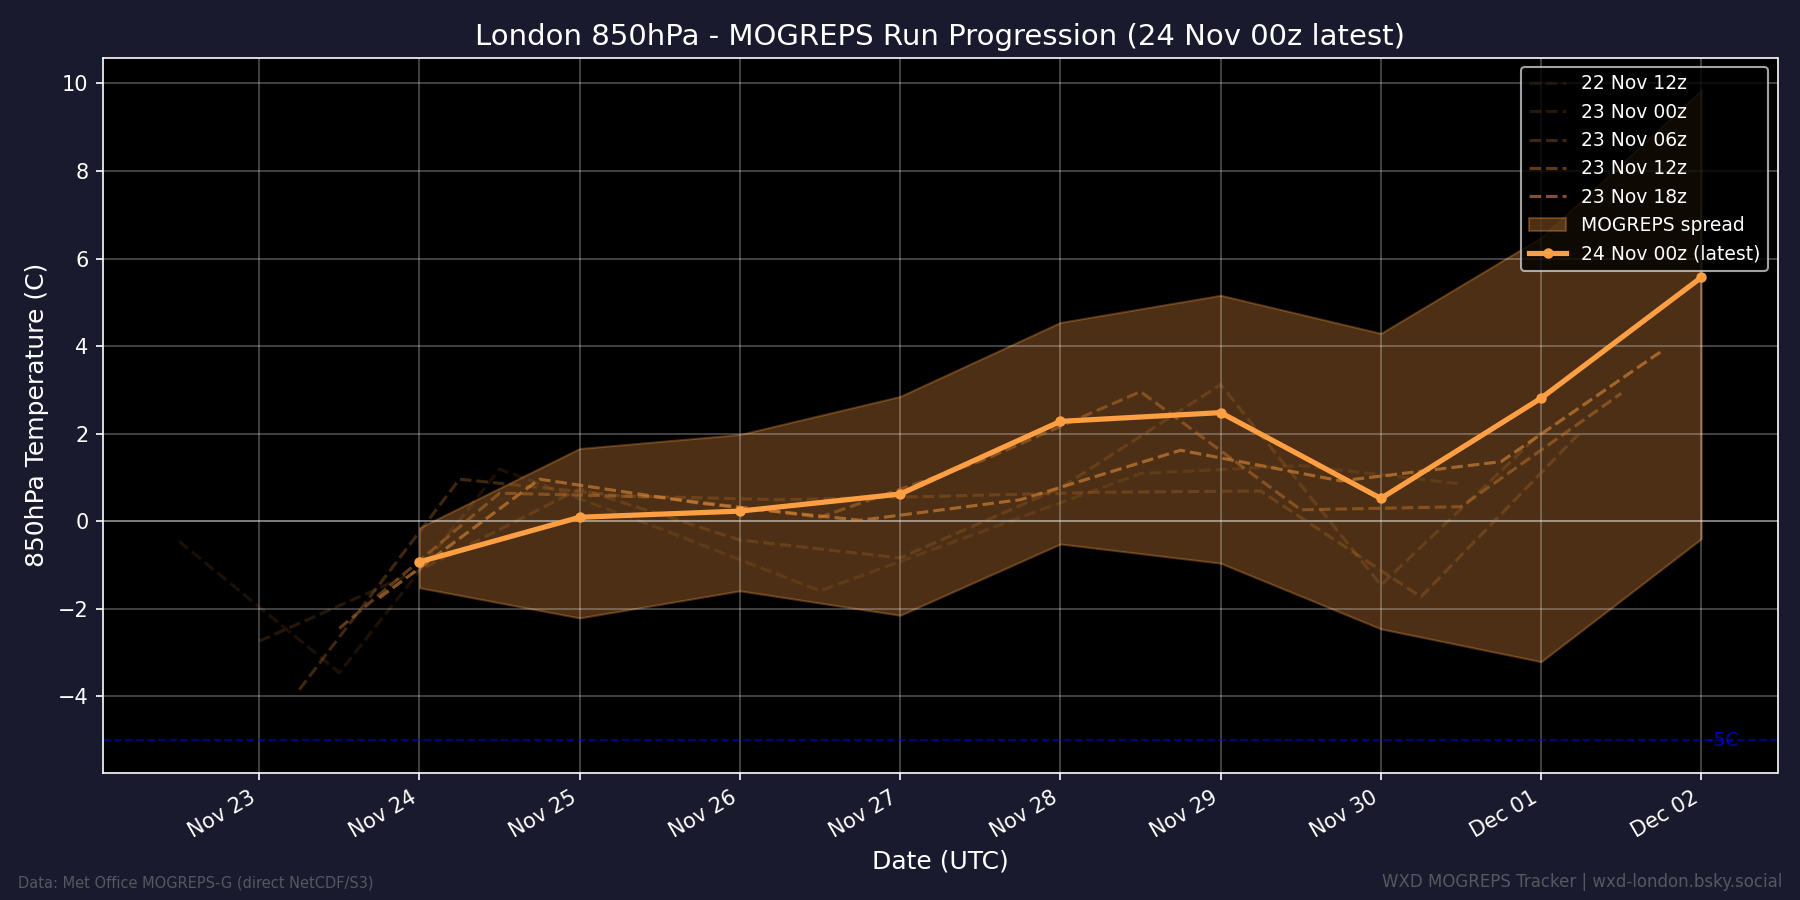 London 850hPa - MOGREPS Run Progression (24 Nov 00z latest)
850hPa Temperature (C)
10
8
6
4
2
0
−2
−4
22 Nov 12z
23 Nov 00z
23 Nov 06z
23 Nov 12z
23 Nov 18z
MOGREPS spread
24 Nov 00z (latest)
-5C
Nov 23
Nov 24
Nov 25
Nov 26
Nov 27
Nov 28
Nov 29
Nov 30
Dec 01
Dec 02
Date (UTC)
Data: Met Office MOGREPS-G (direct NetCDF/S3)
WXD MOGREPS Tracker | wxd-london.bsky.social